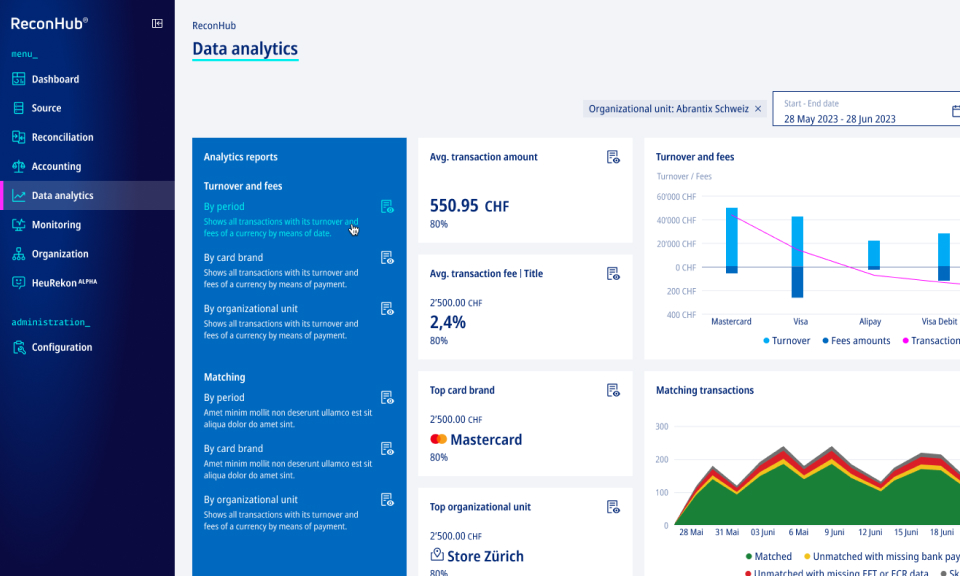 ReconHub®
menu_
Dashboard
Source
Reconciliation
Accounting
Data analytics
Monitoring
Organization
HeuRekon ALPHA
administration_
Configuration
ReconHub
Data analytics
Organizational unit: Abrantix Schweiz ×
Start - End date
28 May 2023 - 28 Jun 2023
Analytics reports
Turnover and fees
By period
Shows all transactions with its turnover and
fees of a currency by means of date.
By card brand
Shows all transactions with its turnover and
fees of a currency by means of payment.
By organizational unit
Shows all transactions with its turnover and
fees of a currency by means of payment.
Matching
By period
Amet minim mollit non deserunt ullamco est sit
aliqua dolor do amet sint.
By card brand
Amet minim mollit non deserunt ullamco est sit
aliqua dolor do amet sint.
By organizational unit
Shows all transactions with its turnover and
fees of a currency by means of payment.
Avg. transaction amount
550.95 CHF
80%
Avg. transaction fee | Title
2'500.00 CHF
2,4%
80%
Top card brand
2'500.00 CHF
Mastercard
80%
Top organizational unit
2'500.00 CHF
Store Zürich
80%
Turnover and fees
Turnover / Fees
60'000 CHF
40'000 CHF
20'000 CHF
0 CHF
200 CHF
400 CHF
Mastercard Visa Alipay Visa Debit
Turnover Fees amounts Transaction
Matching transactions
300
200
100
0
28 Mai 31 Mai 03 Juni 6 Mai 9 Juni 12 Juni 15 Juni 18 Juni
Matched Unmatched with missing bank pay
Unmatched with missing EFT or ECR data Sk